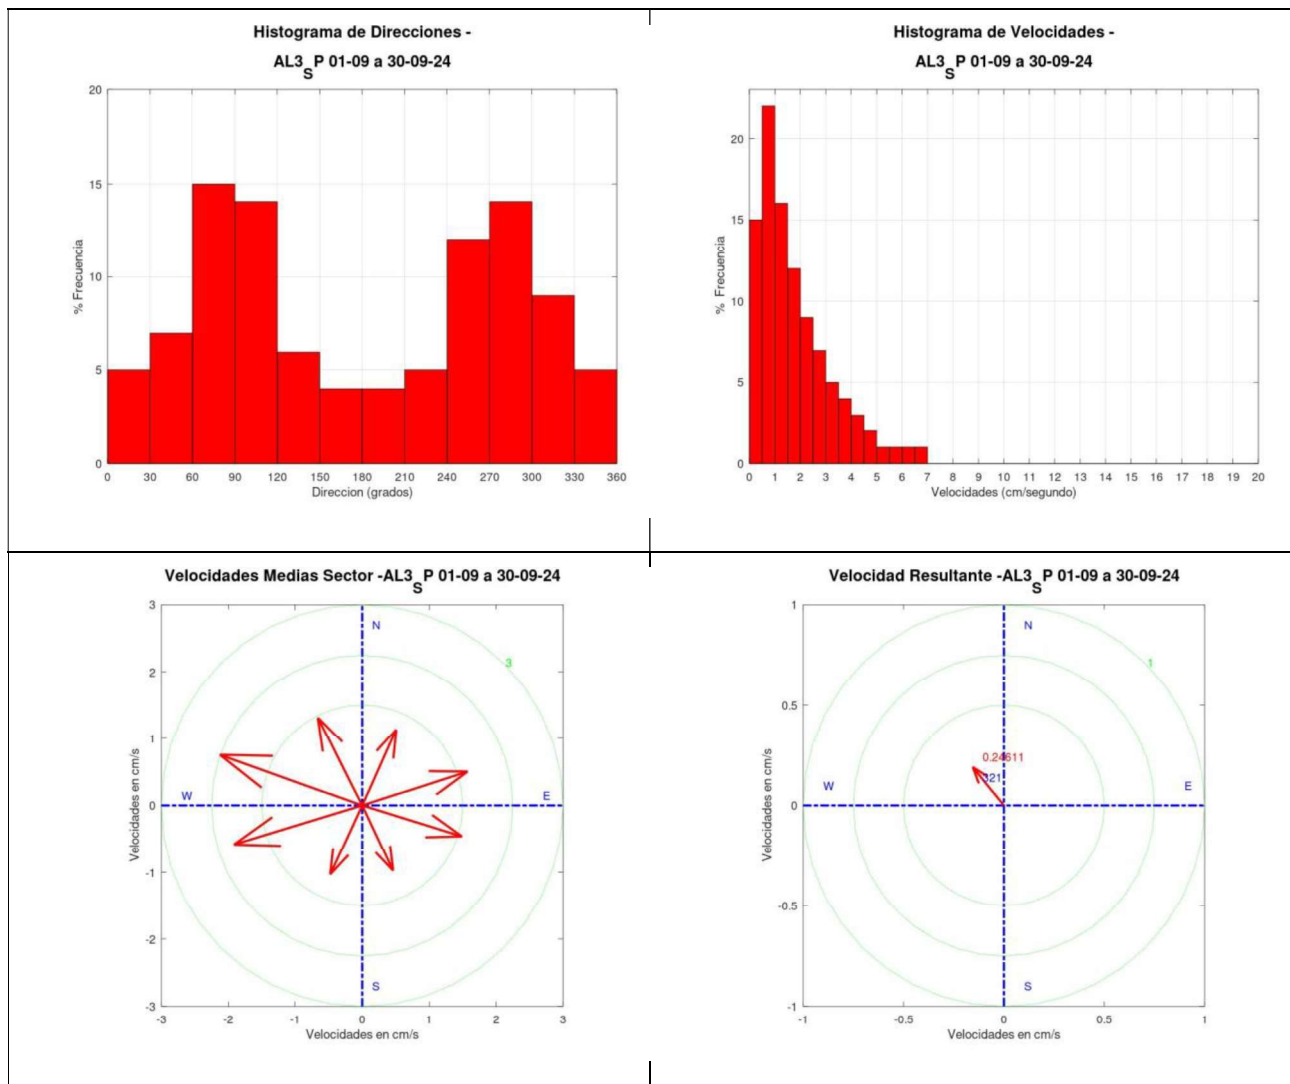 Histograma de Direcciones -
AL3SP 01-09 a 30-09-24
20
15
10
5
0
% Frecuencia
0 30 60 90 120 150 180 210 240 270 300 330 360
Direccion (grados)
Histograma de Velocidades -
AL3SP 01-09 a 30-09-24
20
15
10
5
0
% Frecuencia
0 1 2 3 4 5 6 7 8 9 10 11 12 13 14 15 16 17 18 19 20
Velocidades (cm/segundo)
Velocidades Medias Sector -AL3SP 01-09 a 30-09-24
3
2
1
0
-1
-2
-3
Velocidades en cm/s
N
3
W
E
S
-3 -2 -1 0 1 2 3
Velocidades en cm/s
Velocidad Resultante -AL3SP 01-09 a 30-09-24
1
0.5
0
-0.5
-1
Velocidades en cm/s
N
1
0.24611
321
W
E
S
-1 -0.5 0 0.5 1
Velocidades en cm/s